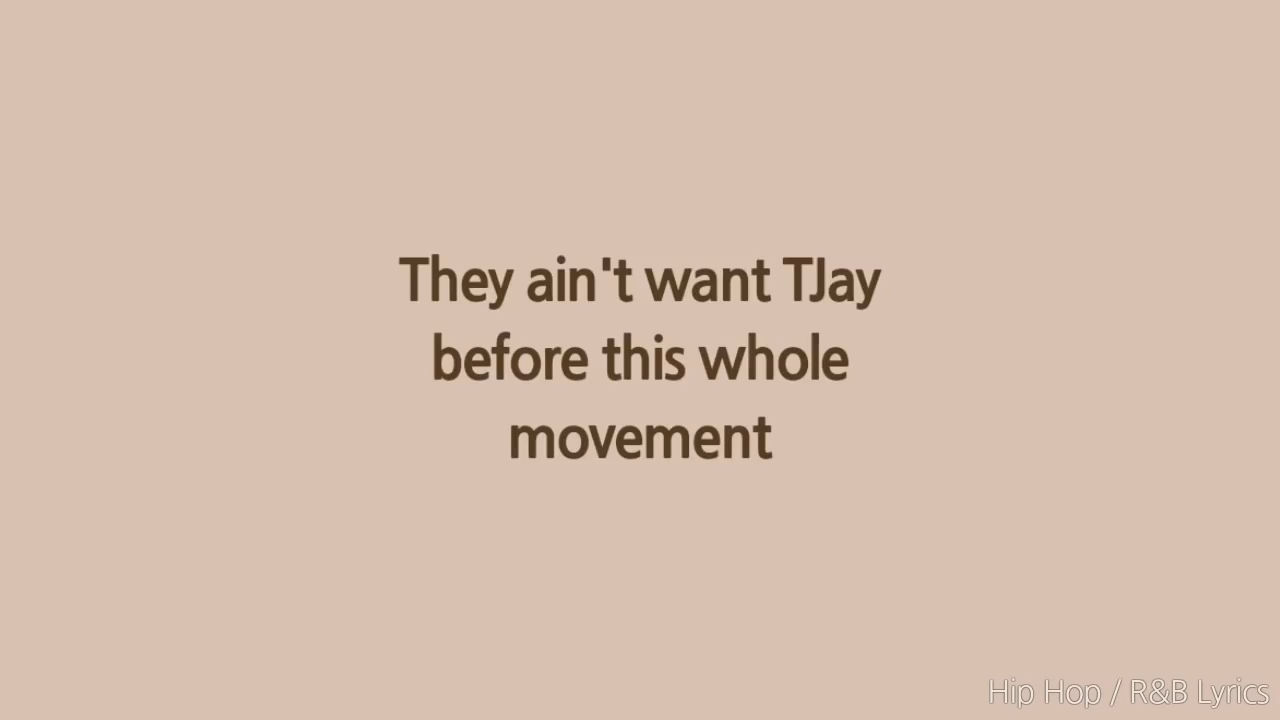 They ain't want TJay
before this whole
movement
Hip Hop / R&B Lyrics